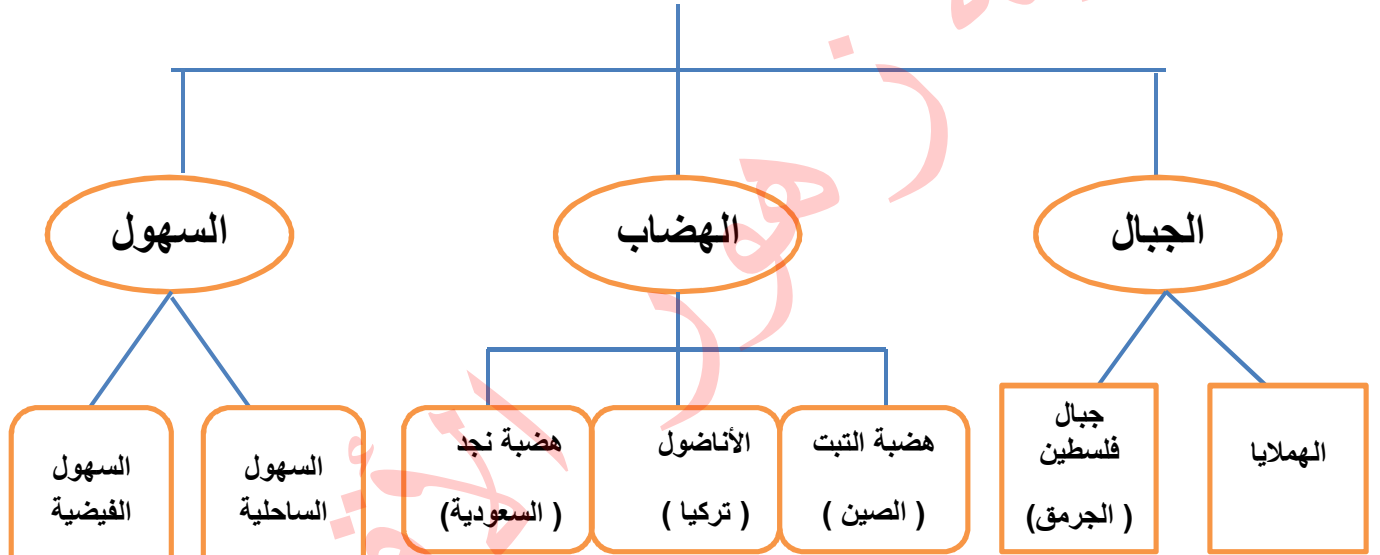 الجبال
الهضاب
السهول
الهملايا
جبال
فلسطين
( الجرمق)
هضبة التبت
( الصين )
الأناضول
( تركيا )
هضبة نجد
( السعودية)
السهول
الساحلية
السهول
الفيضية